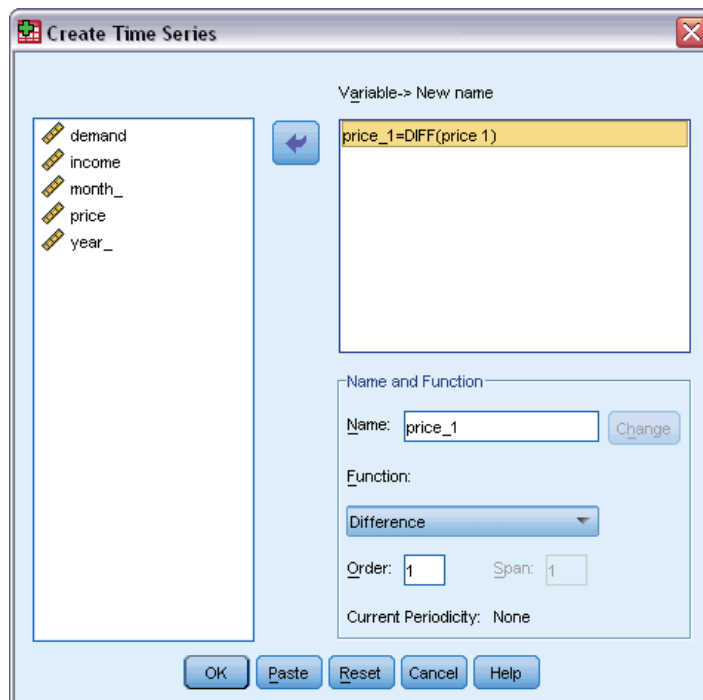 Create Time Series
Variable-> New name
demand
income
month_
price
year_
price_1=DIFF(price 1)
Name and Function
Name: price_1 Change
Function:
Difference
Order: 1 Span: 1
Current Periodicity: None
OK Paste Reset Cancel Help